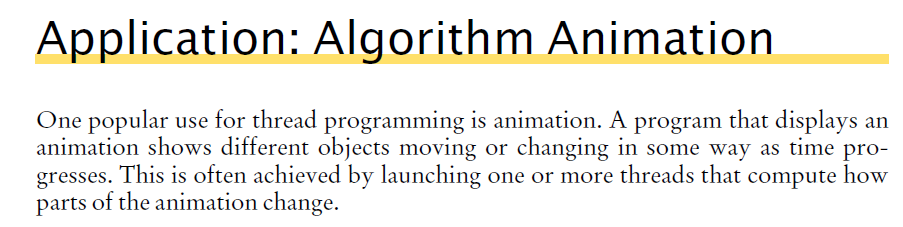 Application: Algorithm Animation
One popular use for thread programming is animation. A program that displays an
animation shows different objects moving or changing in some way as time pro-
gresses. This is often achieved by launching one or more threads that compute how
parts of the animation change.